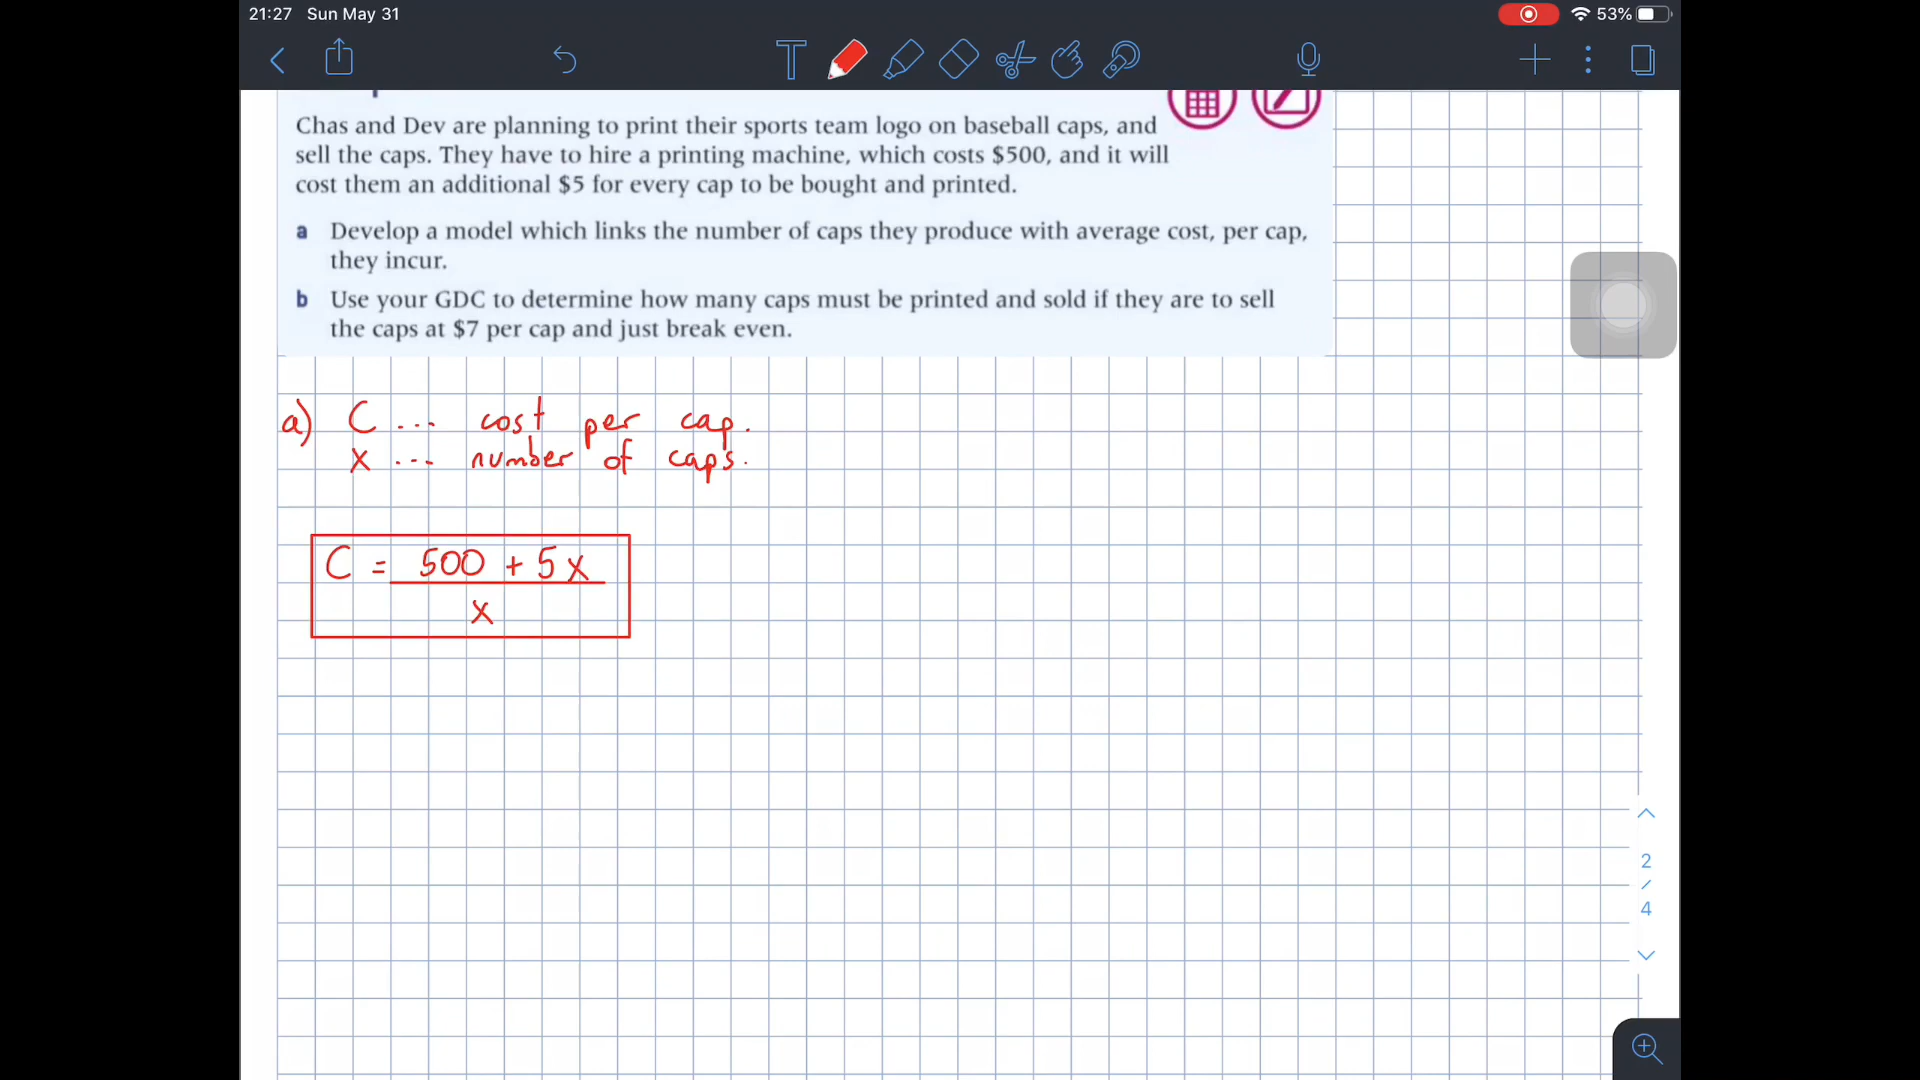 21:27 Sun May 31
53%
T
Chas and Dev are planning to print their sports team logo on baseball caps, and
sell the caps. They have to hire a printing machine, which costs $500, and it will
cost them an additional $5 for every cap to be bought and printed.
a Develop a model which links the number of caps they produce with average cost, per cap,
they incur.
b Use your GDC to determine how many caps must be printed and sold if they are to sell
the caps at $7 per cap and just break even.
a) C ... cost per cap.
x ... number of caps.
C = 500 + 5x
x
2
/
4